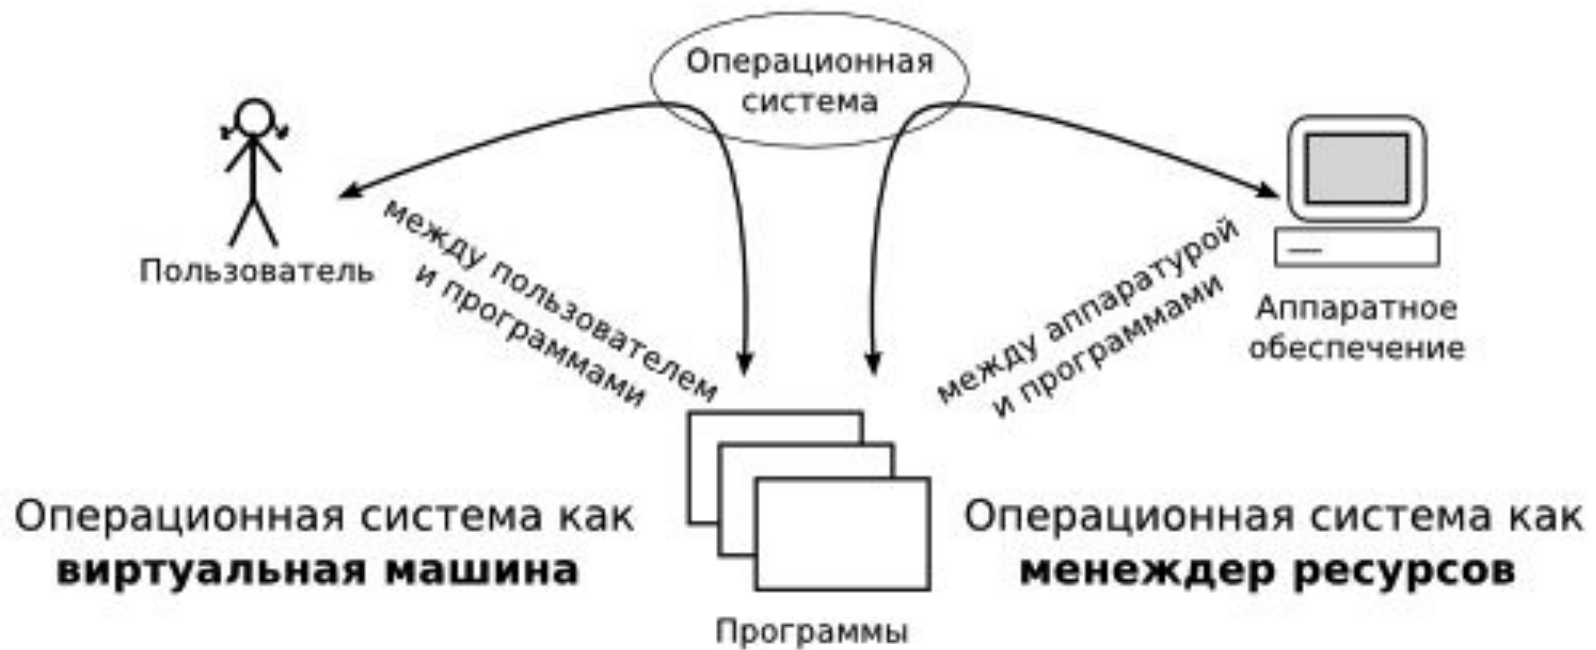 Операционная
система
Пользователь
между пользователем
и программами
между аппаратурой
и программами
Аппаратное
обеспечение
Операционная система как
виртуальная машина
Операционная система как
менеждер ресурсов
Программы